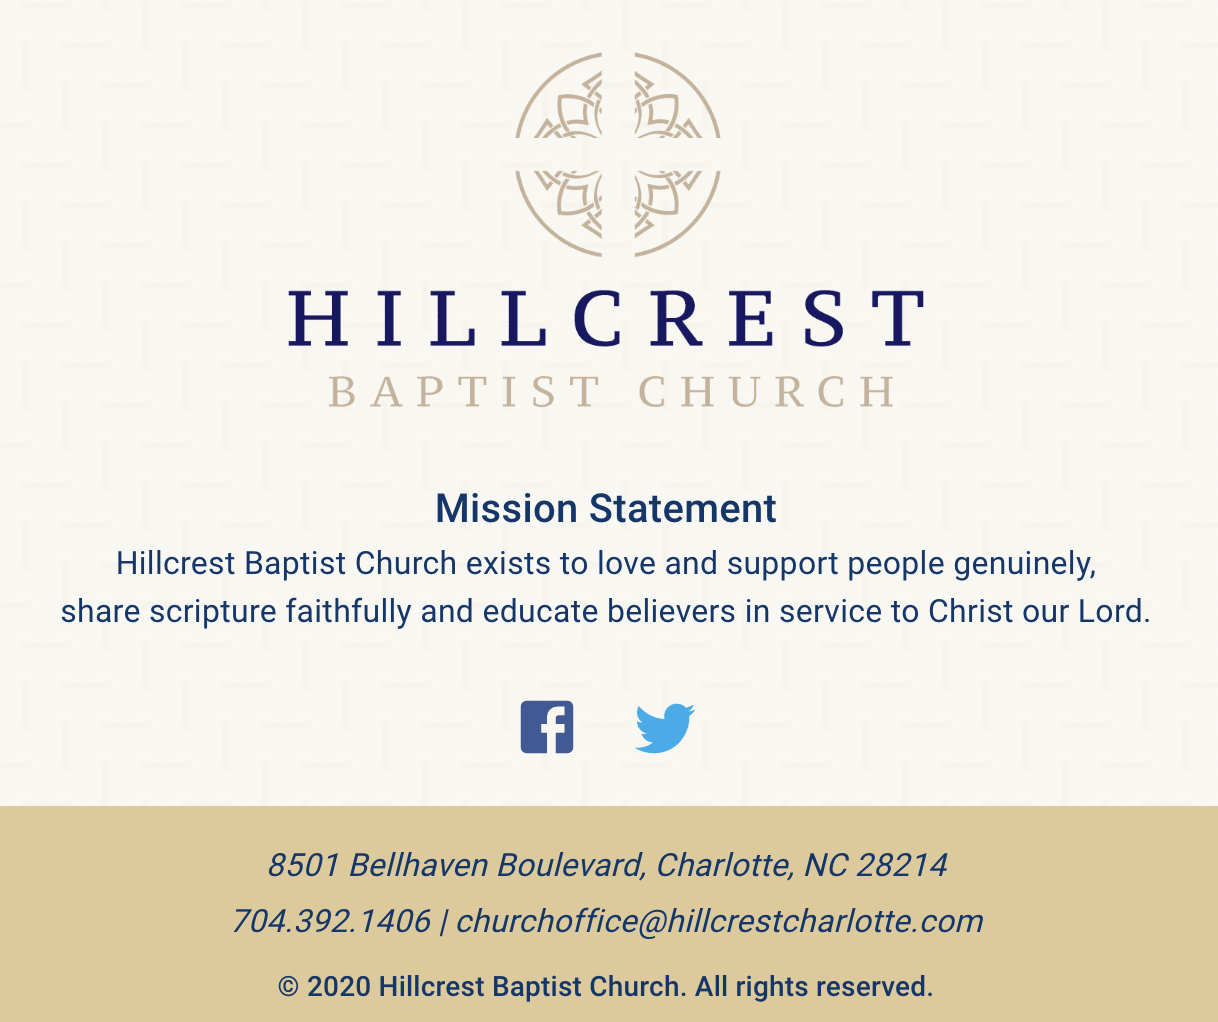 HILLCREST
BAPTIST CHURCH
Mission Statement
Hillcrest Baptist Church exists to love and support people genuinely,
share scripture faithfully and educate believers in service to Christ our Lord.
8501 Bellhaven Boulevard, Charlotte, NC 28214
704.392.1406 | churchoffice@hillcrestcharlotte.com
© 2020 Hillcrest Baptist Church. All rights reserved.